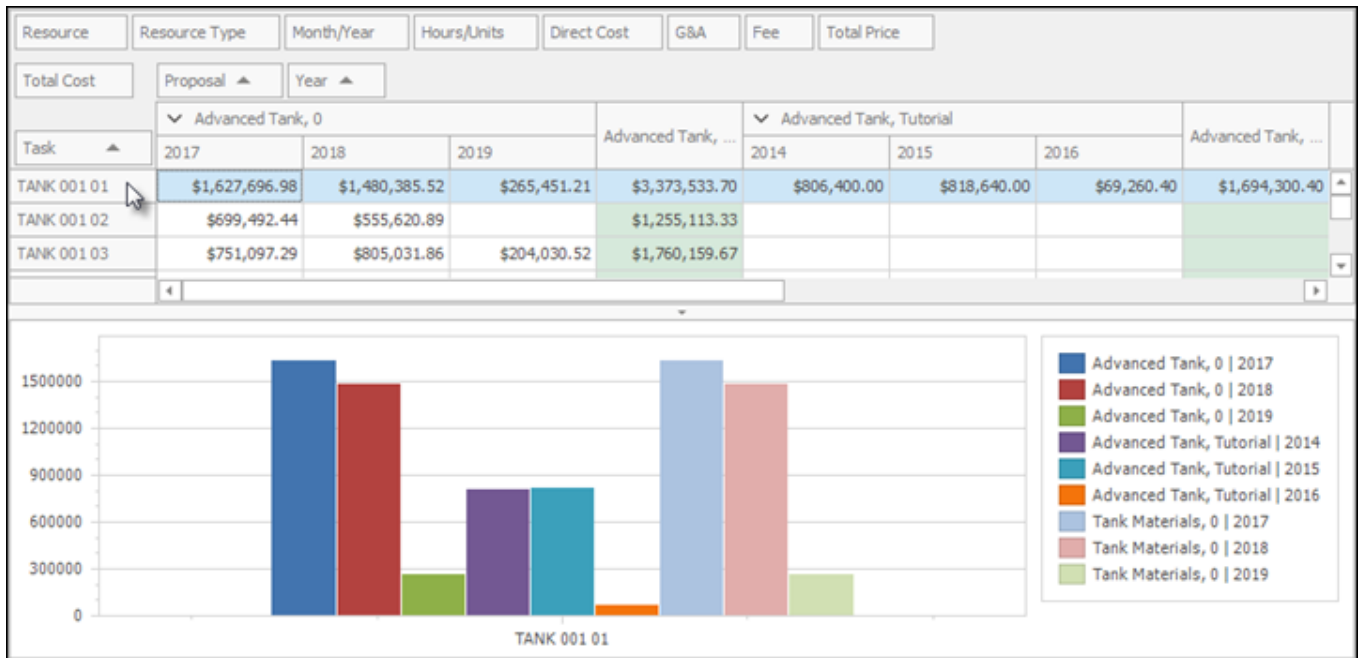 Resource Resource Type Month/Year Hours/Units Direct Cost G&A Fee Total Price
Total Cost Proposal Year
Advanced Tank, 0 Advanced Tank, ... Advanced Tank, Tutorial Advanced Tank, ...
Task 2017 2018 2019 2014 2015 2016
TANK 001 01 $1,627,696.98 $1,480,385.52 $265,451.21 $3,373,533.70 $806,400.00 $818,640.00 $69,260.40 $1,694,300.40
TANK 001 02 $699,492.44 $555,620.89 $1,255,113.33
TANK 001 03 $751,097.29 $805,031.86 $204,030.52 $1,760,159.67
1500000
1200000
900000
600000
300000
0
TANK 001 01
Advanced Tank, 0 | 2017
Advanced Tank, 0 | 2018
Advanced Tank, 0 | 2019
Advanced Tank, Tutorial | 2014
Advanced Tank, Tutorial | 2015
Advanced Tank, Tutorial | 2016
Tank Materials, 0 | 2017
Tank Materials, 0 | 2018
Tank Materials, 0 | 2019